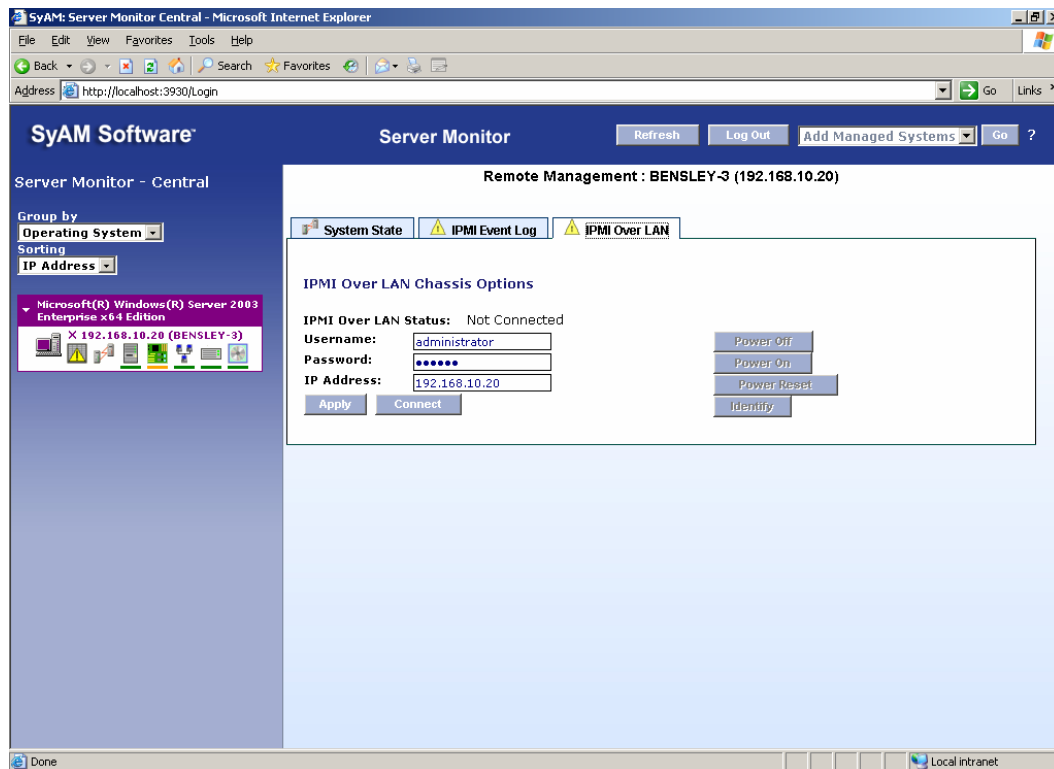 SyAM: Server Monitor Central - Microsoft Internet Explorer
File Edit View Favorites Tools Help
Back Search Favorites
Address http://localhost:3930/Login Go Links
SyAM Software
Server Monitor
Refresh Log Out Add Managed Systems Go ?
Server Monitor - Central
Remote Management : BENSLEY-3 (192.168.10.20)
Group by
Operating System
Sorting
IP Address
Microsoft(R) Windows(R) Server 2003
Enterprise x64 Edition
X 192.168.10.20 (BENSLEY-3)
System State IPMI Event Log IPMI Over LAN
IPMI Over LAN Chassis Options
IPMI Over LAN Status: Not Connected
Username: administrator Power Off
Password: •••••• Power On
IP Address: 192.168.10.20 Power Reset
Apply Connect Identify
Done Local intranet